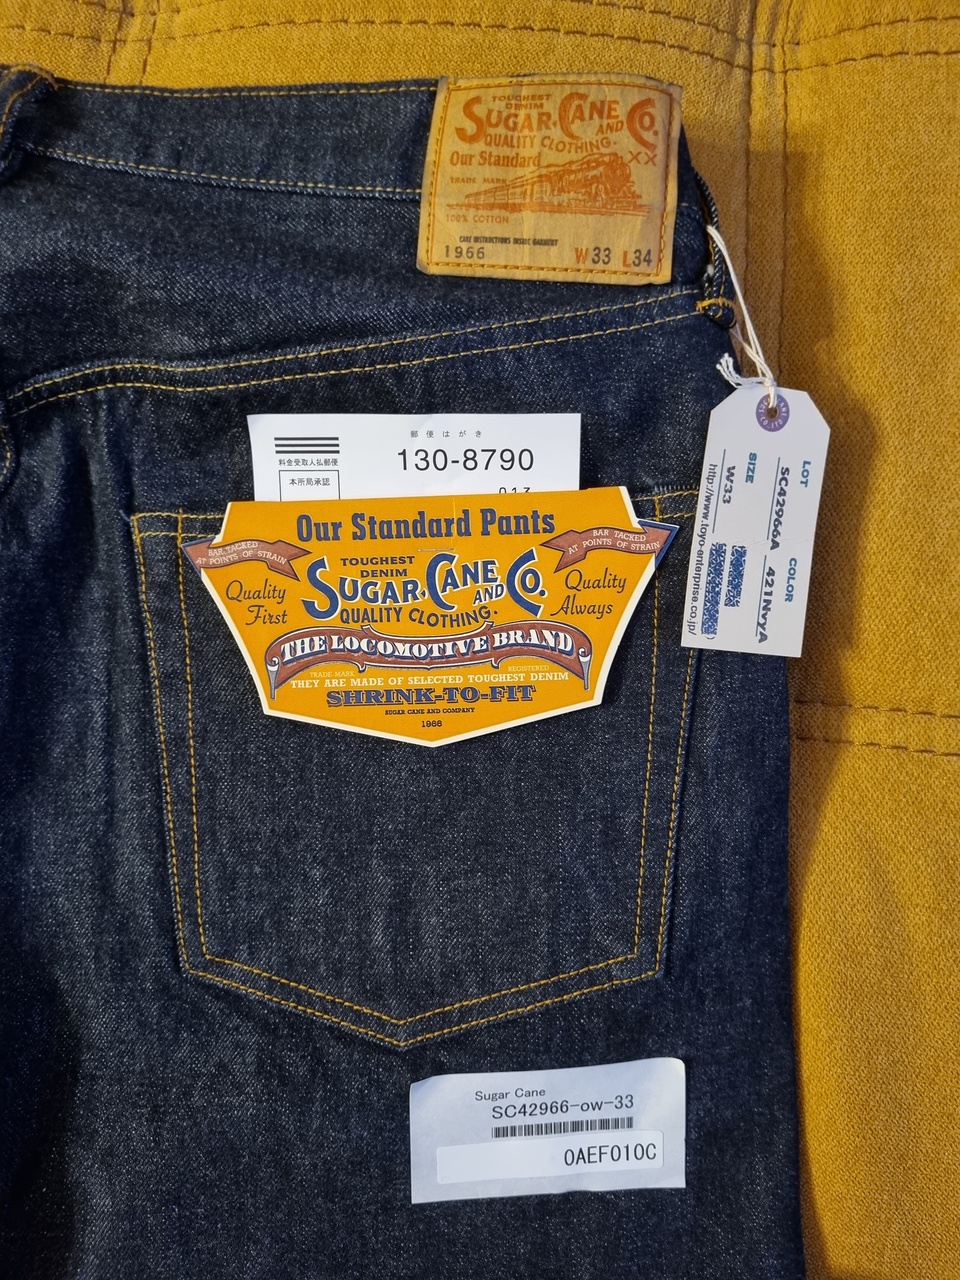 TOUGHEST
DENIM
SUGAR CANE AND CO.
QUALITY CLOTHING.
Our Standard XX
TRADE MARK
100% COTTON
CARE INSTRUCTIONS INSIDE GARMENT
1966 W33 L34
郵便はがき
130-8790
料金受取人払郵便
本所局承認
013
Our Standard Pants
BAR TACKED
AT POINTS OF STRAIN
BAR TACKED
AT POINTS OF STRAIN
TOUGHEST
DENIM
SUGAR CANE AND CO.
QUALITY CLOTHING.
Quality
First
Quality
Always
THE LOCOMOTIVE BRAND
TRADE-MARK REGISTERED
THEY ARE MADE OF SELECTED TOUGHEST DENIM
SHRINK-TO-FIT
SUGAR CANE AND COMPANY
1966
LOT COLOR
SC42966A 421NVYA
SIZE
W33
http://www.toyo-enterprise.co.jp/
Sugar Cane
SC42966-ow-33
0AEF010C